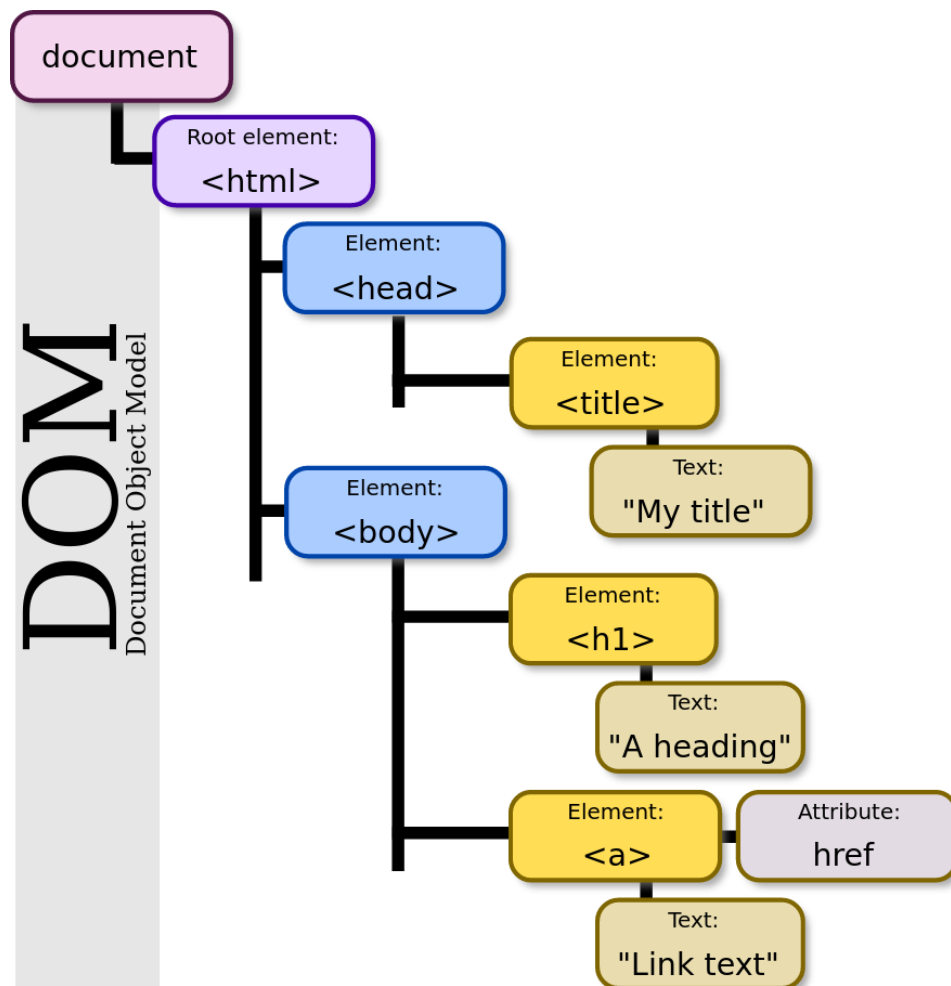 document
Root element:
<html>
Element:
<head>
Element:
<title>
Text:
"My title"
Element:
<body>
Element:
<h1>
Text:
"A heading"
Element:
<a>
Attribute:
href
Text:
"Link text"
DOM
Document Object Model